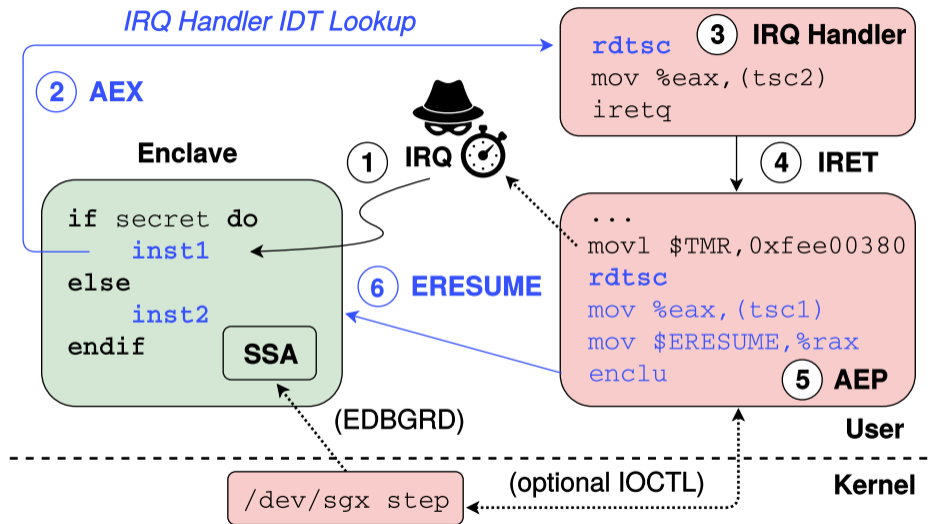 IRQ Handler IDT Lookup
2 AEX
rdtsc
3 IRQ Handler
mov %eax,(tsc2)
iretq
1 IRQ
4 IRET
Enclave
if secret do
inst1
else
inst2
endif
SSA
6 ERESUME
...
movl $TMR,0xfee00380
rdtsc
mov %eax,(tsc1)
mov $ERESUME,%rax
enclu
5 AEP
(EDBGRD)
User
Kernel
(optional IOCTL)
/dev/sgx step